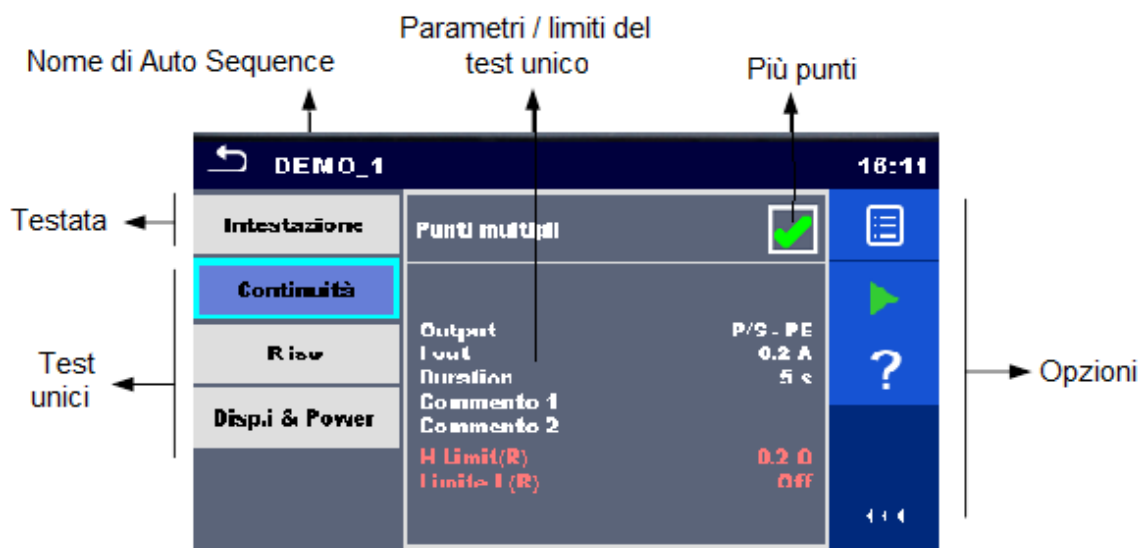 Parametri / limiti del
test unico
Nome di Auto Sequence
Più punti
DEMO_1
16:11
Testata
Intestazione
Punti multipli
Continuità
Test
unici
Riso
Disp.i & Power
Output P/S - PE
I out 0.2 A
Duration 5 s
Commento 1
Commento 2
H Limit(R) 0.2 Ω
Limite L(R) Off
?
Opzioni